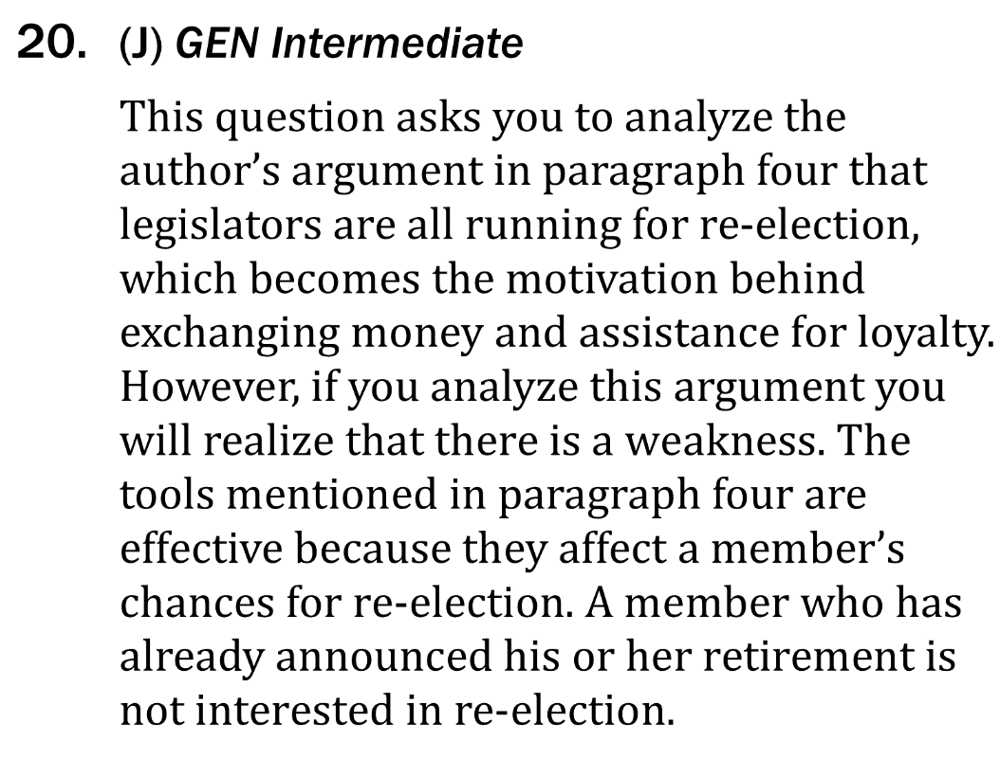 20. (J) GEN Intermediate
This question asks you to analyze the
author’s argument in paragraph four that
legislators are all running for re-election,
which becomes the motivation behind
exchanging money and assistance for loyalty.
However, if you analyze this argument you
will realize that there is a weakness. The
tools mentioned in paragraph four are
effective because they affect a member’s
chances for re-election. A member who has
already announced his or her retirement is
not interested in re-election.